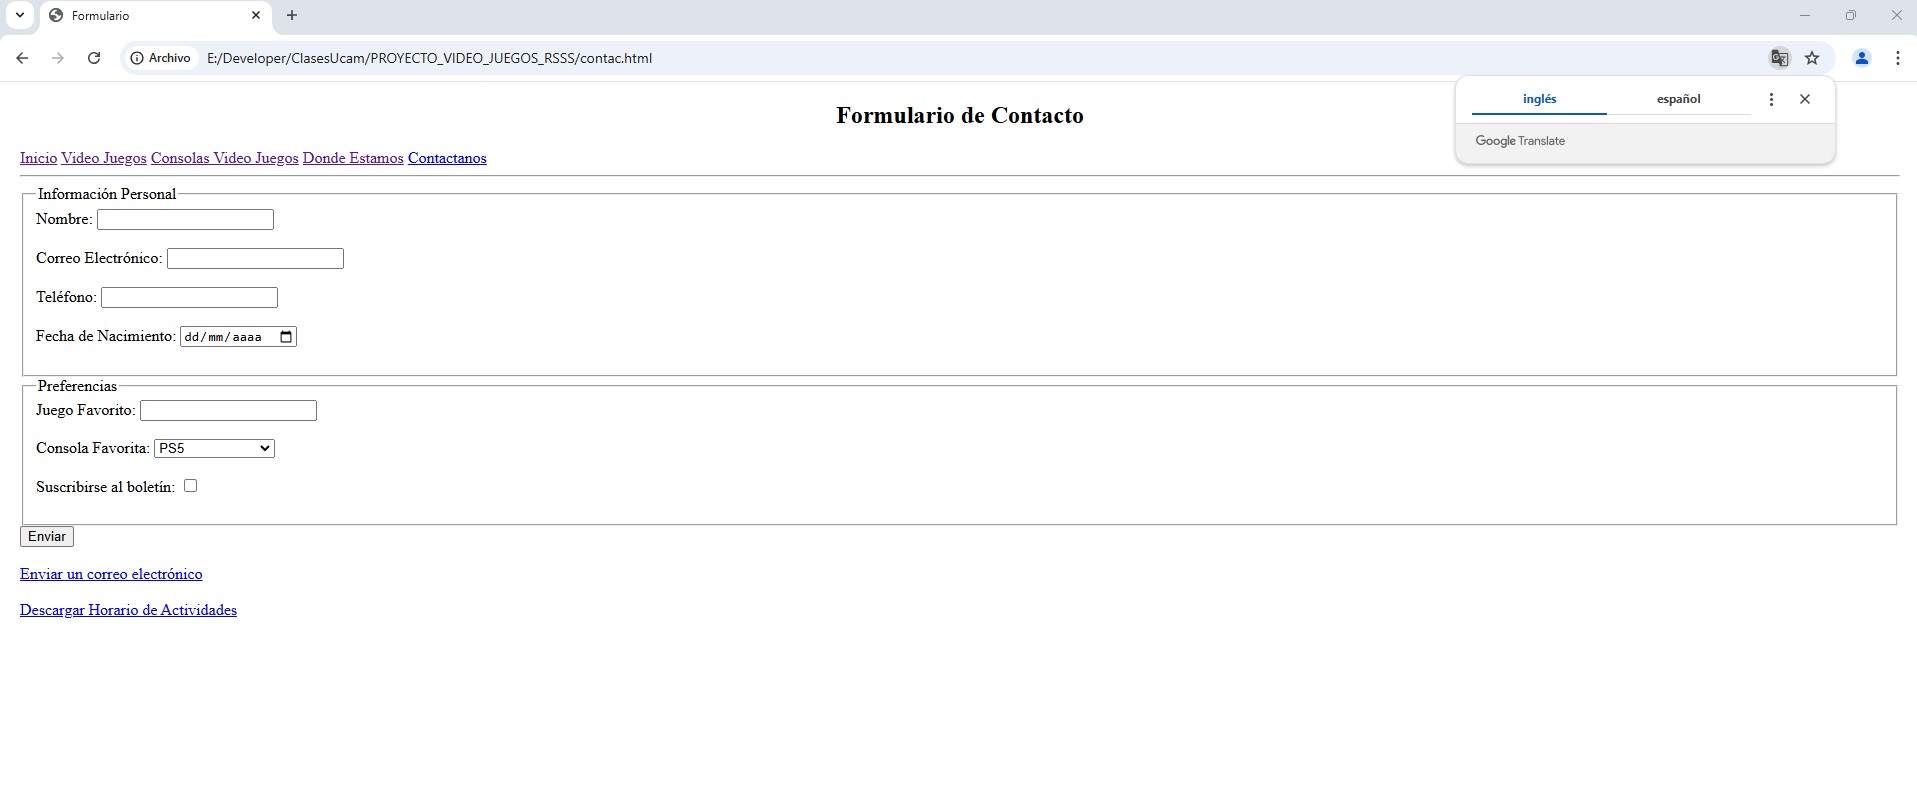 Formulario
Archivo E:/Developer/ClasesUcam/PROYECTO_VIDEO_JUEGOS_RSSS/contac.html
inglés español
Google Translate
Formulario de Contacto
Inicio Video Juegos Consolas Video Juegos Donde Estamos Contactanos
Información Personal
Nombre:
Correo Electrónico:
Teléfono:
Fecha de Nacimiento: dd/mm/aaaa
Preferencias
Juego Favorito:
Consola Favorita: PS5
Suscribirse al boletín:
Enviar
Enviar un correo electrónico
Descargar Horario de Actividades